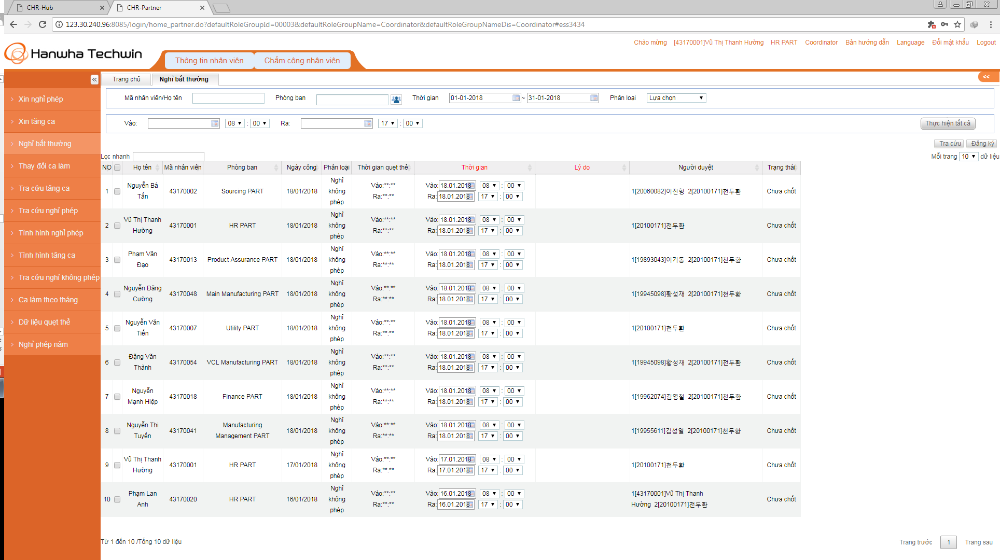 CHR-Hub
CHR-Partner
123.30.240.96:8085/login/home_partner.do?defaultRoleGroupId=00003&defaultRoleGroupName=Coordinator&defaultRoleGroupNameDis=Coordinator#ess3434
Chào mừng [43170001]Vũ Thị Thanh Hường HR PART Coordinator Bản hướng dẫn Language Đổi mật khẩu Logout
Hanwha Techwin
Thông tin nhân viên Chấm công nhân viên
Trang chủ Nghỉ bất thường
Xin nghỉ phép
Xin tăng ca
Nghỉ bất thường
Thay đổi ca làm
Tra cứu tăng ca
Tra cứu nghỉ phép
Tình hình nghỉ phép
Tình hình tăng ca
Tra cứu nghỉ không phép
Ca làm theo tháng
Dữ liệu quẹt thẻ
Nghỉ phép năm
Mã nhân viên/Họ tên Phòng ban Thời gian 01-01-2018 ~ 31-01-2018 Phân loại Lựa chọn
Vào: 08 : 00 Ra: 17 : 00 Thực hiện tất cả
Tra cứu Đăng ký
Lọc nhanh Mỗi trang 10 dữ liệu
NO Họ tên Mã nhân viên Phòng ban Ngày công Phân loại Thời gian quẹt thẻ Thời gian Lý do Người duyệt Trạng thái
1 Nguyễn Bá Tấn 43170002 Sourcing PART 18/01/2018 Nghỉ không phép Vào:**:** Ra:**:** Vào: 18.01.2018 08 : 00 Ra: 18.01.2018 17 : 00 1[20060082]이진형 2[20100171]천두환 Chưa chốt
2 Vũ Thị Thanh Hường 43170001 HR PART 18/01/2018 Nghỉ không phép Vào:**:** Ra:**:** Vào: 18.01.2018 08 : 00 Ra: 18.01.2018 17 : 00 1[20100171]천두환 Chưa chốt
3 Phạm Văn Đạo 43170013 Product Assurance PART 18/01/2018 Nghỉ không phép Vào:**:** Ra:**:** Vào: 18.01.2018 08 : 00 Ra: 18.01.2018 17 : 00 1[19893043]이기동 2[20100171]천두환 Chưa chốt
4 Nguyễn Đăng Cường 43170048 Main Manufacturing PART 18/01/2018 Nghỉ không phép Vào:**:** Ra:**:** Vào: 18.01.2018 08 : 00 Ra: 18.01.2018 17 : 00 1[19945098]황성재 2[20100171]천두환 Chưa chốt
5 Nguyễn Văn Tiến 43170007 Utility PART 18/01/2018 Nghỉ không phép Vào:**:** Ra:**:** Vào: 18.01.2018 08 : 00 Ra: 18.01.2018 17 : 00 1[20100171]천두환 Chưa chốt
6 Đặng Văn Thành 43170054 VCL Manufacturing PART 18/01/2018 Nghỉ không phép Vào:**:** Ra:**:** Vào: 18.01.2018 08 : 00 Ra: 18.01.2018 17 : 00 1[19945098]황성재 2[20100171]천두환 Chưa chốt
7 Nguyễn Mạnh Hiệp 43170018 Finance PART 18/01/2018 Nghỉ không phép Vào:**:** Ra:**:** Vào: 18.01.2018 08 : 00 Ra: 18.01.2018 17 : 00 1[19962074]김영철 2[20100171]천두환 Chưa chốt
8 Nguyễn Thị Tuyến 43170041 Manufacturing Management PART 18/01/2018 Nghỉ không phép Vào:**:** Ra:**:** Vào: 18.01.2018 08 : 00 Ra: 18.01.2018 17 : 00 1[19955611]김성열 2[20100171]천두환 Chưa chốt
9 Vũ Thị Thanh Hường 43170001 HR PART 17/01/2018 Nghỉ không phép Vào:**:** Ra:**:** Vào: 17.01.2018 08 : 00 Ra: 17.01.2018 17 : 00 1[20100171]천두환 Chưa chốt
10 Phạm Lan Anh 43170020 HR PART 16/01/2018 Nghỉ không phép Vào:**:** Ra:**:** Vào: 16.01.2018 08 : 00 Ra: 16.01.2018 17 : 00 1[43170001]Vũ Thị Thanh Hường 2[20100171]천두환 Chưa chốt
Từ 1 đến 10 /Tổng 10 dữ liệu Trang trước 1 Trang sau